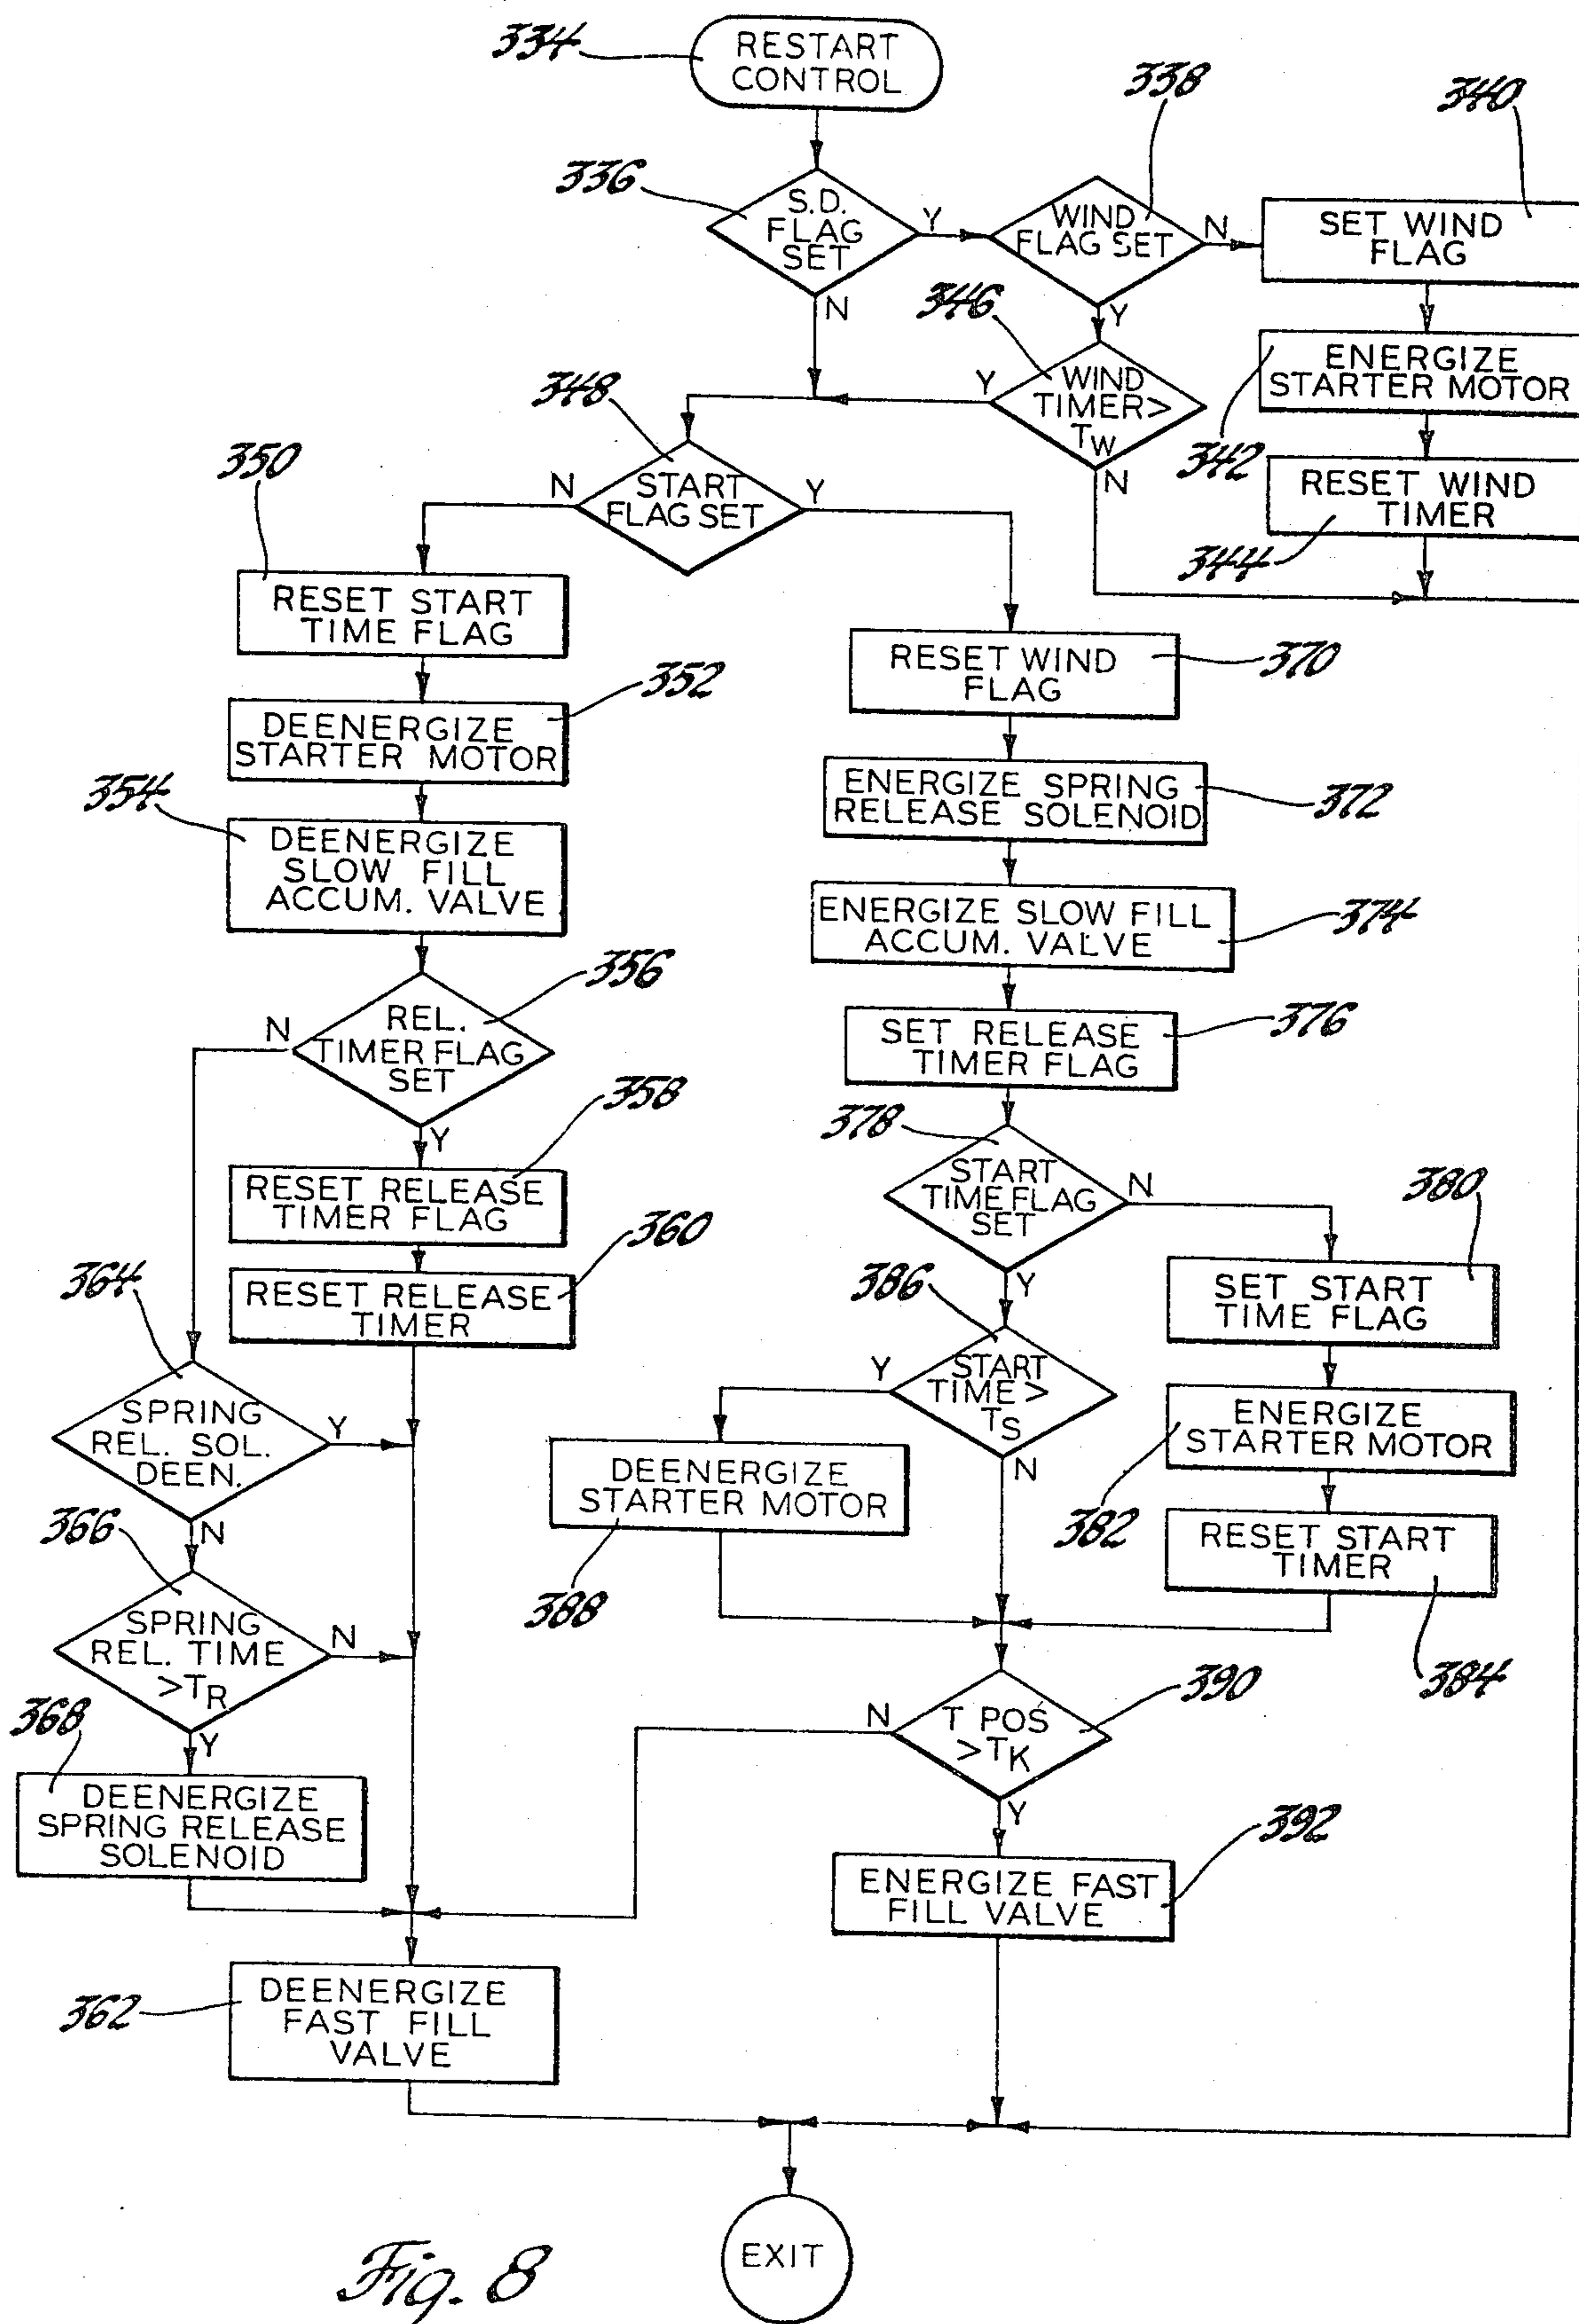 334
RESTART
CONTROL
338
340
336
S.D.
FLAG
SET
Y
WIND
FLAG SET
N
SET WIND
FLAG
N
346
Y
ENERGIZE
STARTER MOTOR
342
348
Y
WIND
TIMER >
TW
N
RESET WIND
TIMER
344
350
N
START
FLAG SET
Y
RESET START
TIME FLAG
352
RESET WIND
FLAG
370
DEENERGIZE
STARTER MOTOR
354
ENERGIZE SPRING
RELEASE SOLENOID
372
DEENERGIZE
SLOW FILL
ACCUM. VALVE
ENERGIZE SLOW FILL
ACCUM. VALVE
374
356
N
REL.
TIMER FLAG
SET
Y
SET RELEASE
TIMER FLAG
376
358
378
RESET RELEASE
TIMER FLAG
START
TIME FLAG
SET
N
380
Y
360
364
RESET RELEASE
TIMER
386
SET START
TIME FLAG
SPRING
REL. SOL.
DEEN.
Y
N
Y
START
TIME >
TS
N
ENERGIZE
STARTER MOTOR
382
366
DEENERGIZE
STARTER MOTOR
388
RESET START
TIMER
384
SPRING
REL. TIME
>TR
N
Y
368
N
T POS
>TK
390
Y
DEENERGIZE
SPRING RELEASE
SOLENOID
392
ENERGIZE FAST
FILL VALVE
362
DEENERGIZE
FAST FILL
VALVE
EXIT
Fig. 8